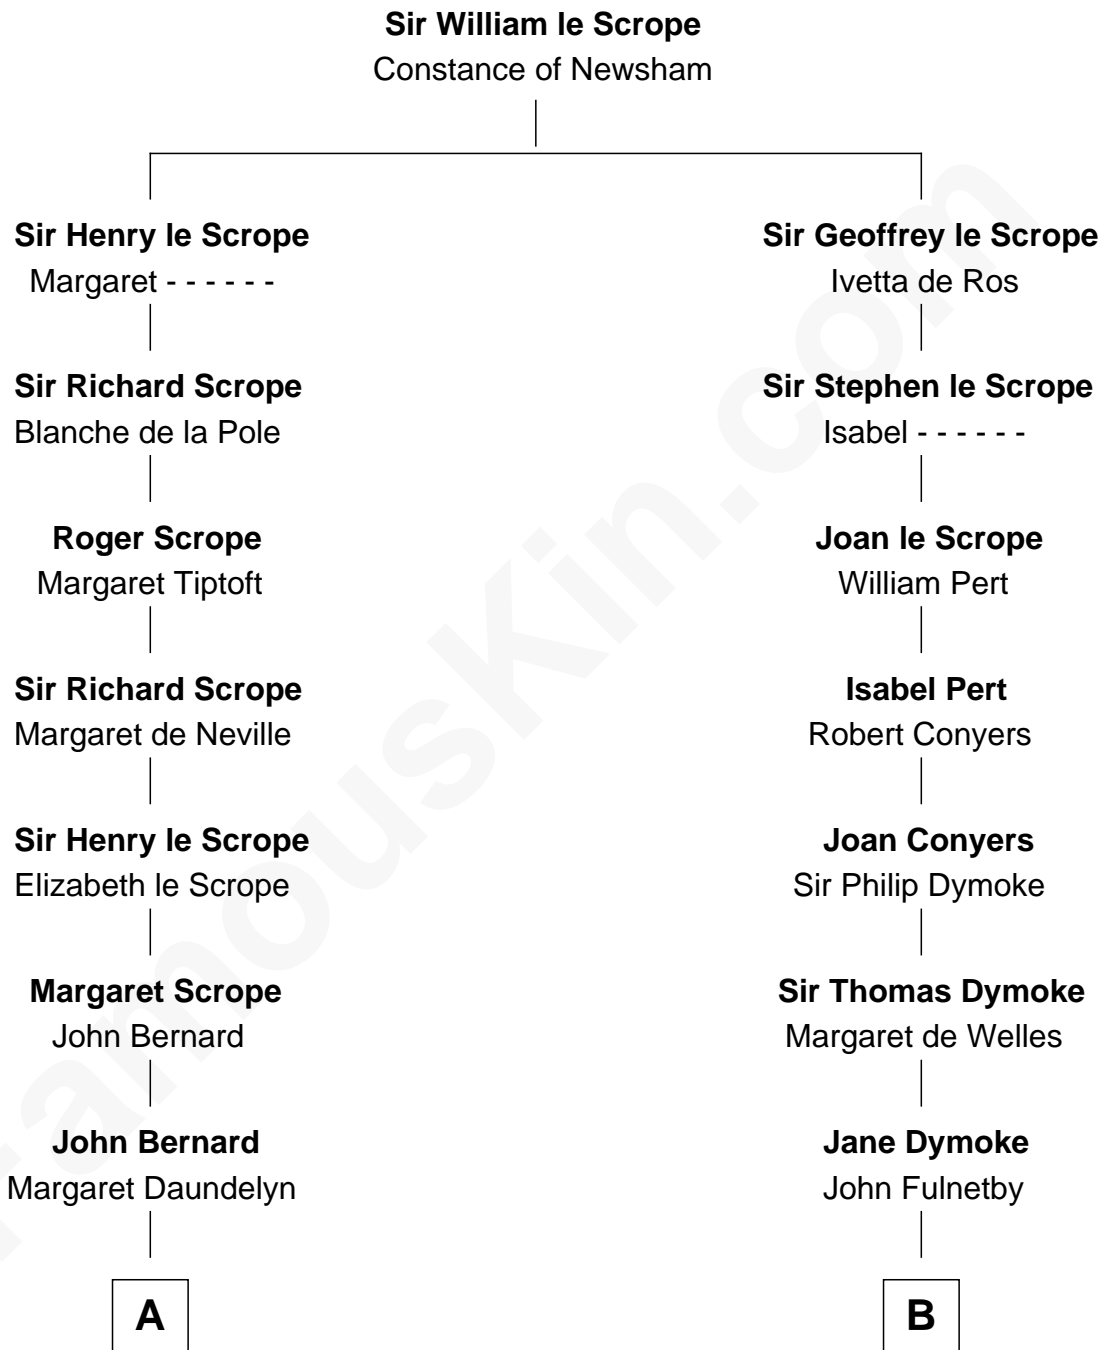 Sir William le Scrope
Constance of Newsham
Sir Henry le Scrope
Margaret - - - - - -
Sir Geoffrey le Scrope
Ivetta de Ros
Sir Richard Scrope
Blanche de la Pole
Sir Stephen le Scrope
Isabel - - - - - -
Roger Scrope
Margaret Tiptoft
Joan le Scrope
William Pert
Sir Richard Scrope
Margaret de Neville
Isabel Pert
Robert Conyers
Sir Henry le Scrope
Elizabeth le Scrope
Joan Conyers
Sir Philip Dymoke
Margaret Scrope
John Bernard
Sir Thomas Dymoke
Margaret de Welles
John Bernard
Margaret Daundelyn
Jane Dymoke
John Fulnetby
A
B
FamousKin.com